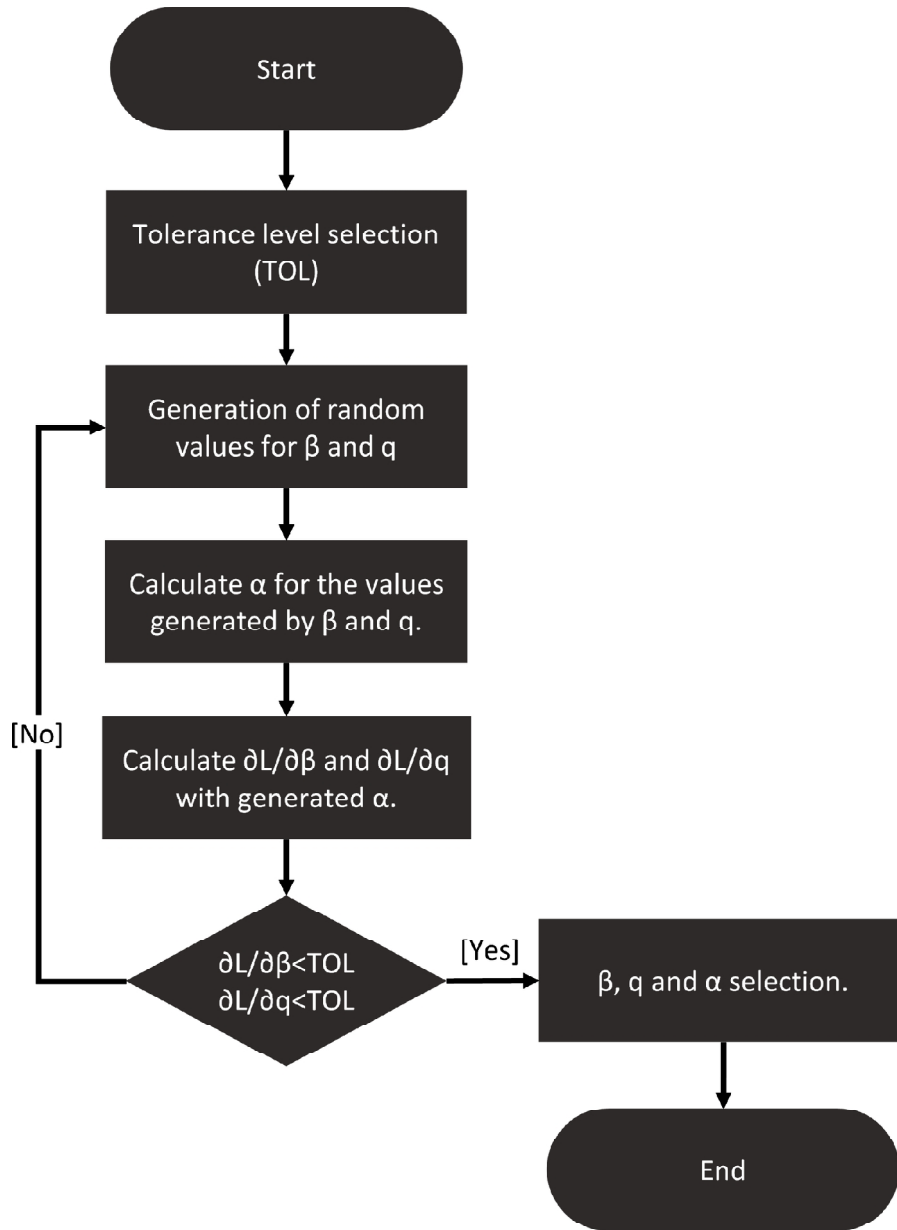 Start
Tolerance level selection
(TOL)
Generation of random
values for β and q
Calculate α for the values
generated by β and q.
[No]
Calculate ∂L/∂β and ∂L/∂q
with generated α.
∂L/∂β<TOL
∂L/∂q<TOL
[Yes]
β, q and α selection.
End